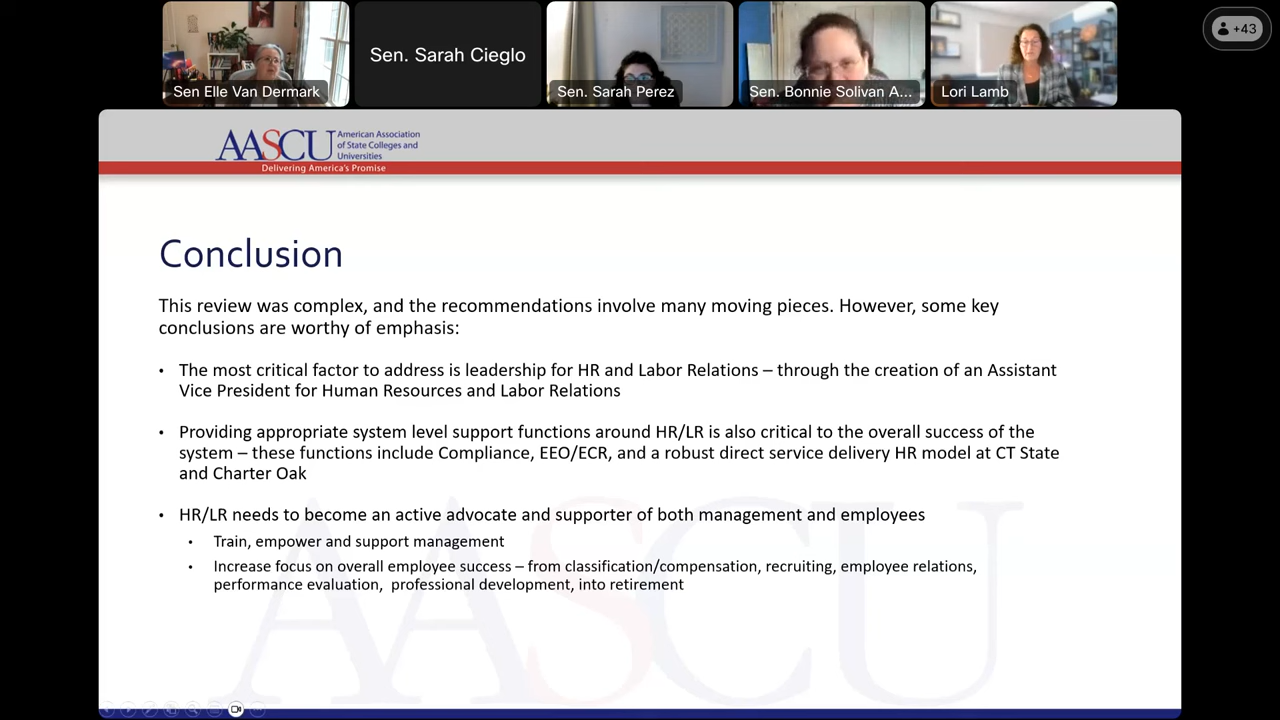 Sen Elle Van Dermark
Sen. Sarah Cieglo
Sen. Sarah Perez
Sen. Bonnie Solivan A...
Lori Lamb
+43
AASCU
American Association
of State Colleges and
Universities
Delivering America's Promise
Conclusion
This review was complex, and the recommendations involve many moving pieces. However, some key
conclusions are worthy of emphasis:
• The most critical factor to address is leadership for HR and Labor Relations – through the creation of an Assistant
Vice President for Human Resources and Labor Relations
• Providing appropriate system level support functions around HR/LR is also critical to the overall success of the
system – these functions include Compliance, EEO/ECR, and a robust direct service delivery HR model at CT State
and Charter Oak
• HR/LR needs to become an active advocate and supporter of both management and employees
• Train, empower and support management
• Increase focus on overall employee success – from classification/compensation, recruiting, employee relations,
performance evaluation, professional development, into retirement
AASCU